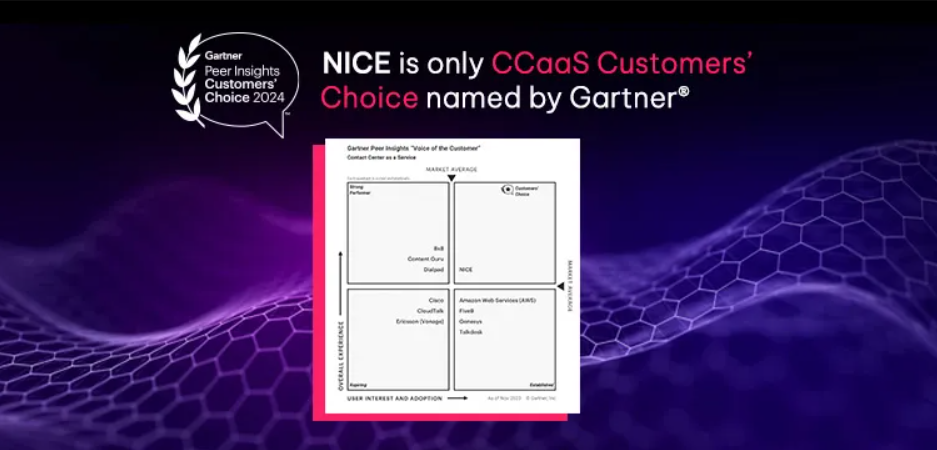 Gartner
Peer Insights
Customers'
Choice 2024
NICE is only CCaaS Customers'
Choice named by Gartner®
Gartner Peer Insights "Voice of the Customer"
Contact Center as a Service
MARKET AVERAGE
Strong
Performer
Customers'
Choice
8x8
Content Guru
Dialpad
NICE
MARKET AVERAGE
Cisco
CloudTalk
Ericsson (Vonage)
Amazon Web Services (AWS)
Five9
Genesys
Talkdesk
OVERALL EXPERIENCE
Aspiring
Established
USER INTEREST AND ADOPTION
As of Nov 2023 © Gartner, Inc